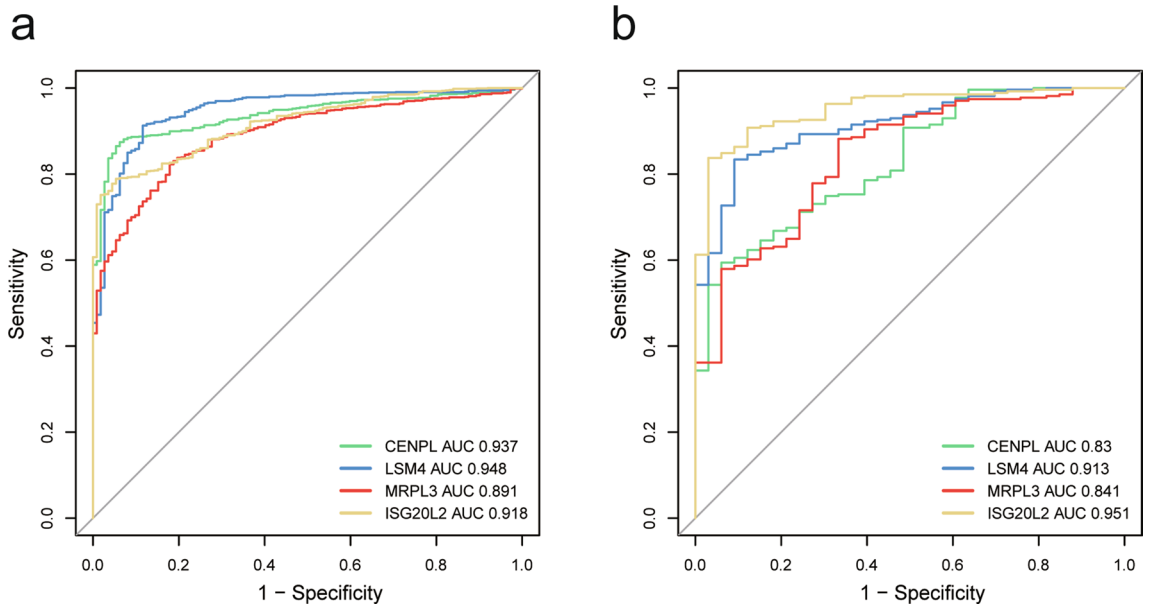 a
1.0
0.8
0.6
0.4
0.2
0.0
Sensitivity
CENPL AUC 0.937
LSM4 AUC 0.948
MRPL3 AUC 0.891
ISG20L2 AUC 0.918
0.0 0.2 0.4 0.6 0.8 1.0
1 − Specificity
b
1.0
0.8
0.6
0.4
0.2
0.0
Sensitivity
CENPL AUC 0.83
LSM4 AUC 0.913
MRPL3 AUC 0.841
ISG20L2 AUC 0.951
0.0 0.2 0.4 0.6 0.8 1.0
1 − Specificity